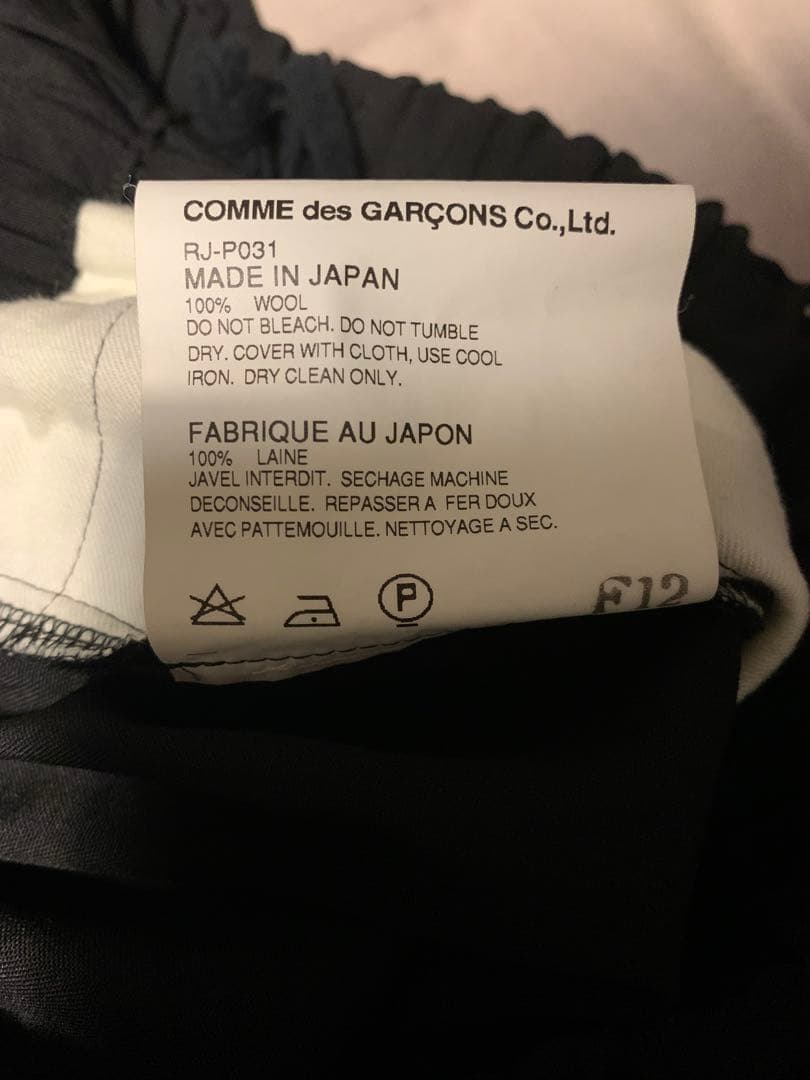 COMME des GARÇONS Co.,Ltd.
RJ-P031
MADE IN JAPAN
100% WOOL
DO NOT BLEACH. DO NOT TUMBLE
DRY. COVER WITH CLOTH, USE COOL
IRON. DRY CLEAN ONLY.
FABRIQUE AU JAPON
100% LAINE
JAVEL INTERDIT. SECHAGE MACHINE
DECONSEILLE. REPASSER A FER DOUX
AVEC PATTEMOUILLE. NETTOYAGE A SEC.
P
F12